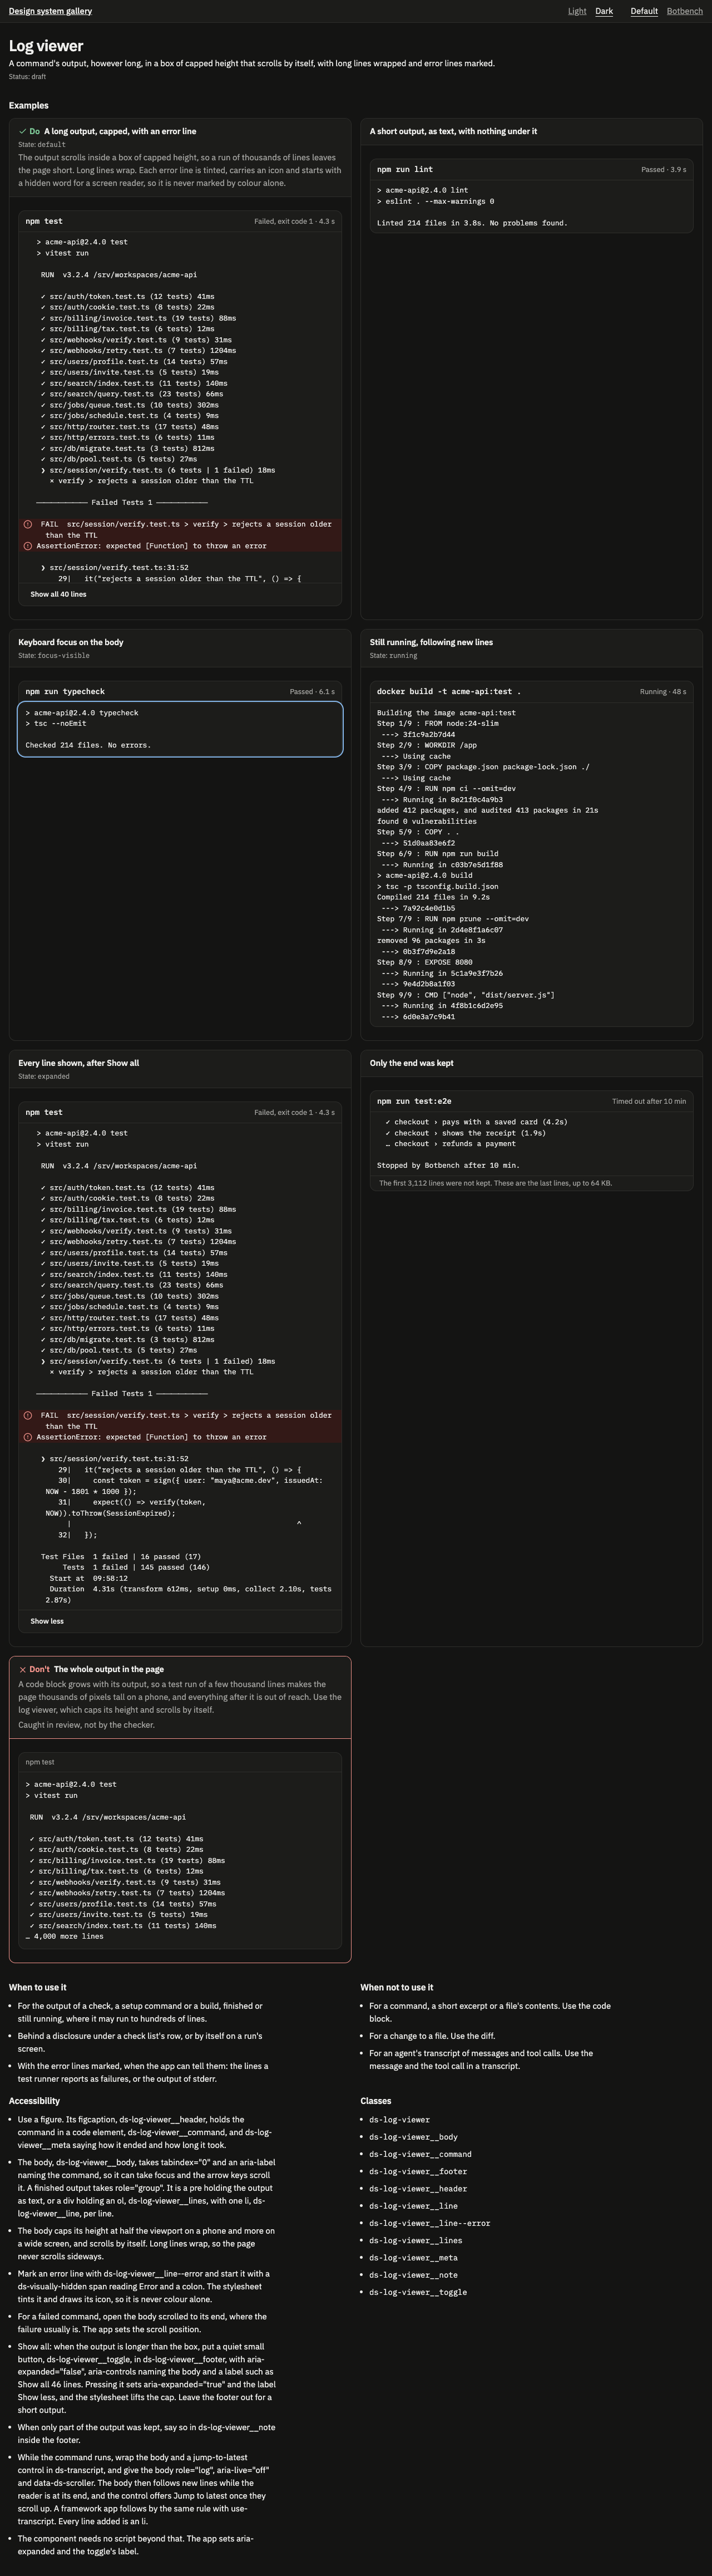 Design system gallery
Light Dark Default Botbench
Log viewer
A command's output, however long, in a box of capped height that scrolls by itself, with long lines wrapped and error lines marked.
Status: draft
Examples
Do A long output, capped, with an error line
State: default
The output scrolls inside a box of capped height, so a run of thousands of lines leaves
the page short. Long lines wrap. Each error line is tinted, carries an icon and starts with
a hidden word for a screen reader, so it is never marked by colour alone.
npm test Failed, exit code 1 · 4.3 s
> acme-api@2.4.0 test
> vitest run
RUN v3.2.4 /srv/workspaces/acme-api
✓ src/auth/token.test.ts (12 tests) 41ms
✓ src/auth/cookie.test.ts (8 tests) 22ms
✓ src/billing/invoice.test.ts (19 tests) 88ms
✓ src/billing/tax.test.ts (6 tests) 12ms
✓ src/webhooks/verify.test.ts (9 tests) 31ms
✓ src/webhooks/retry.test.ts (7 tests) 1204ms
✓ src/users/profile.test.ts (14 tests) 57ms
✓ src/users/invite.test.ts (5 tests) 19ms
✓ src/search/index.test.ts (11 tests) 140ms
✓ src/search/query.test.ts (23 tests) 66ms
✓ src/jobs/queue.test.ts (10 tests) 302ms
✓ src/jobs/schedule.test.ts (4 tests) 9ms
✓ src/http/router.test.ts (17 tests) 48ms
✓ src/http/errors.test.ts (6 tests) 11ms
✓ src/db/migrate.test.ts (3 tests) 812ms
✓ src/db/pool.test.ts (5 tests) 27ms
❯ src/session/verify.test.ts (6 tests | 1 failed) 18ms
× verify > rejects a session older than the TTL
———————————— Failed Tests 1 ————————————
FAIL src/session/verify.test.ts > verify > rejects a session older
than the TTL
AssertionError: expected [Function] to throw an error
❯ src/session/verify.test.ts:31:52
29| it("rejects a session older than the TTL", () => {
Show all 40 lines
A short output, as text, with nothing under it
npm run lint Passed · 3.9 s
> acme-api@2.4.0 lint
> eslint . --max-warnings 0
Linted 214 files in 3.8s. No problems found.
Keyboard focus on the body
State: focus-visible
npm run typecheck Passed · 6.1 s
> acme-api@2.4.0 typecheck
> tsc --noEmit
Checked 214 files. No errors.
Still running, following new lines
State: running
docker build -t acme-api:test . Running · 48 s
Building the image acme-api:test
Step 1/9 : FROM node:24-slim
---> 3f1c9a2b7d44
Step 2/9 : WORKDIR /app
---> Using cache
Step 3/9 : COPY package.json package-lock.json ./
---> Using cache
Step 4/9 : RUN npm ci --omit=dev
---> Running in 8e21f0c4a9b3
added 412 packages, and audited 413 packages in 21s
found 0 vulnerabilities
Step 5/9 : COPY . .
---> 51d0aa83e6f2
Step 6/9 : RUN npm run build
---> Running in c03b7e5d1f88
> acme-api@2.4.0 build
> tsc -p tsconfig.build.json
Compiled 214 files in 9.2s
---> 7a92c4e0d1b5
Step 7/9 : RUN npm prune --omit=dev
---> Running in 2d4e8f1a6c07
removed 96 packages in 3s
---> 0b3f7d9e2a18
Step 8/9 : EXPOSE 8080
---> Running in 5c1a9e3f7b26
---> 9e4d2b8a1f03
Step 9/9 : CMD ["node", "dist/server.js"]
---> Running in 4f8b1c6d2e95
---> 6d0e3a7c9b41
Every line shown, after Show all
State: expanded
npm test Failed, exit code 1 · 4.3 s
> acme-api@2.4.0 test
> vitest run
RUN v3.2.4 /srv/workspaces/acme-api
✓ src/auth/token.test.ts (12 tests) 41ms
✓ src/auth/cookie.test.ts (8 tests) 22ms
✓ src/billing/invoice.test.ts (19 tests) 88ms
✓ src/billing/tax.test.ts (6 tests) 12ms
✓ src/webhooks/verify.test.ts (9 tests) 31ms
✓ src/webhooks/retry.test.ts (7 tests) 1204ms
✓ src/users/profile.test.ts (14 tests) 57ms
✓ src/users/invite.test.ts (5 tests) 19ms
✓ src/search/index.test.ts (11 tests) 140ms
✓ src/search/query.test.ts (23 tests) 66ms
✓ src/jobs/queue.test.ts (10 tests) 302ms
✓ src/jobs/schedule.test.ts (4 tests) 9ms
✓ src/http/router.test.ts (17 tests) 48ms
✓ src/http/errors.test.ts (6 tests) 11ms
✓ src/db/migrate.test.ts (3 tests) 812ms
✓ src/db/pool.test.ts (5 tests) 27ms
❯ src/session/verify.test.ts (6 tests | 1 failed) 18ms
× verify > rejects a session older than the TTL
———————————— Failed Tests 1 ————————————
FAIL src/session/verify.test.ts > verify > rejects a session older
than the TTL
AssertionError: expected [Function] to throw an error
❯ src/session/verify.test.ts:31:52
29| it("rejects a session older than the TTL", () => {
30| const token = sign({ user: "maya@acme.dev", issuedAt:
NOW - 1801 * 1000 });
31| expect(() => verify(token,
NOW)).toThrow(SessionExpired);
| ^
32| });
Test Files 1 failed | 16 passed (17)
Tests 1 failed | 145 passed (146)
Start at 09:58:12
Duration 4.31s (transform 612ms, setup 0ms, collect 2.10s, tests
2.87s)
Show less
Only the end was kept
npm run test:e2e Timed out after 10 min
✓ checkout › pays with a saved card (4.2s)
✓ checkout › shows the receipt (1.9s)
… checkout › refunds a payment
Stopped by Botbench after 10 min.
The first 3,112 lines were not kept. These are the last lines, up to 64 KB.
Don't The whole output in the page
A code block grows with its output, so a test run of a few thousand lines makes the
page thousands of pixels tall on a phone, and everything after it is out of reach. Use the
log viewer, which caps its height and scrolls by itself.
Caught in review, not by the checker.
npm test
> acme-api@2.4.0 test
> vitest run
RUN v3.2.4 /srv/workspaces/acme-api
✓ src/auth/token.test.ts (12 tests) 41ms
✓ src/auth/cookie.test.ts (8 tests) 22ms
✓ src/billing/invoice.test.ts (19 tests) 88ms
✓ src/billing/tax.test.ts (6 tests) 12ms
✓ src/webhooks/verify.test.ts (9 tests) 31ms
✓ src/webhooks/retry.test.ts (7 tests) 1204ms
✓ src/users/profile.test.ts (14 tests) 57ms
✓ src/users/invite.test.ts (5 tests) 19ms
✓ src/search/index.test.ts (11 tests) 140ms
… 4,000 more lines
When to use it
• For the output of a check, a setup command or a build, finished or
still running, where it may run to hundreds of lines.
• Behind a disclosure under a check list's row, or by itself on a run's
screen.
• With the error lines marked, when the app can tell them: the lines a
test runner reports as failures, or the output of stderr.
When not to use it
• For a command, a short excerpt or a file's contents. Use the code
block.
• For a change to a file. Use the diff.
• For an agent's transcript of messages and tool calls. Use the
message and the tool call in a transcript.
Accessibility
• Use a figure. Its figcaption, ds-log-viewer__header, holds the
command in a code element, ds-log-viewer__command, and ds-log-
viewer__meta saying how it ended and how long it took.
• The body, ds-log-viewer__body, takes tabindex="0" and an aria-label
naming the command, so it can take focus and the arrow keys scroll
it. A finished output takes role="group". It is a pre holding the output
as text, or a div holding an ol, ds-log-viewer__lines, with one li, ds-
log-viewer__line, per line.
• The body caps its height at half the viewport on a phone and more on
a wide screen, and scrolls by itself. Long lines wrap, so the page
never scrolls sideways.
• Mark an error line with ds-log-viewer__line--error and start it with a
ds-visually-hidden span reading Error and a colon. The stylesheet
tints it and draws its icon, so it is never colour alone.
• For a failed command, open the body scrolled to its end, where the
failure usually is. The app sets the scroll position.
• Show all: when the output is longer than the box, put a quiet small
button, ds-log-viewer__toggle, in ds-log-viewer__footer, with aria-
expanded="false", aria-controls naming the body and a label such as
Show all 46 lines. Pressing it sets aria-expanded="true" and the label
Show less, and the stylesheet lifts the cap. Leave the footer out for a
short output.
• When only part of the output was kept, say so in ds-log-viewer__note
inside the footer.
• While the command runs, wrap the body and a jump-to-latest
control in ds-transcript, and give the body role="log", aria-live="off"
and data-ds-scroller. The body then follows new lines while the
reader is at its end, and the control offers Jump to latest once they
scroll up. A framework app follows by the same rule with use-
transcript. Every line added is an li.
• The component needs no script beyond that. The app sets aria-
expanded and the toggle's label.
Classes
• ds-log-viewer
• ds-log-viewer__body
• ds-log-viewer__command
• ds-log-viewer__footer
• ds-log-viewer__header
• ds-log-viewer__line
• ds-log-viewer__line--error
• ds-log-viewer__lines
• ds-log-viewer__meta
• ds-log-viewer__note
• ds-log-viewer__toggle